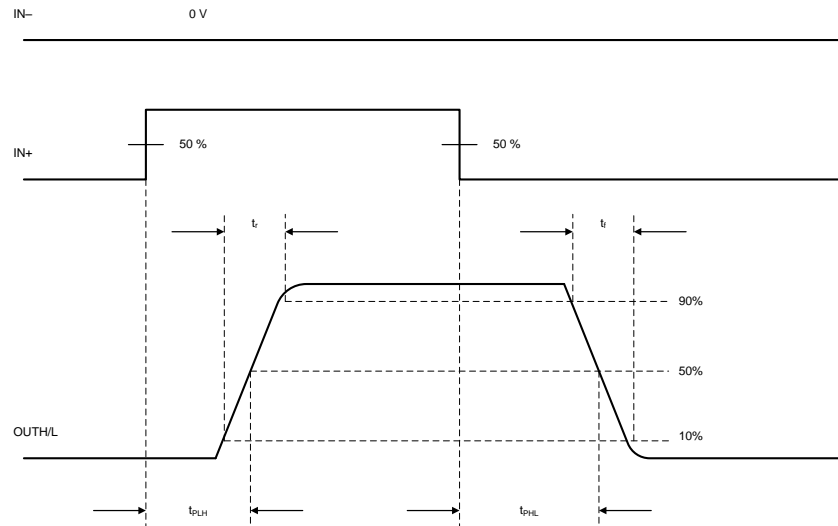 IN– 0 V
IN+ 50 % 50 %
tr tf
90%
50%
10%
OUTH/L
tPLH tPHL